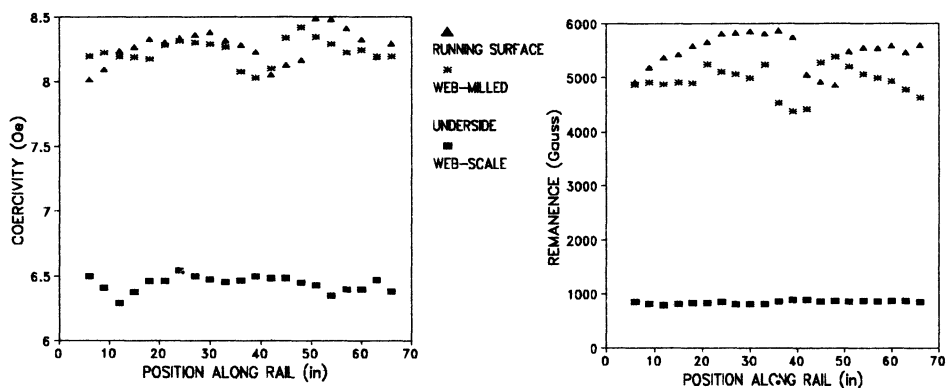 8.5
8
7.5
7
6.5
6
COERCIVITY (Oe)
0 10 20 30 40 50 60 70
POSITION ALONG RAIL (in)
RUNNING SURFACE
WEB-MILLED
UNDERSIDE
WEB-SCALE
6000
5000
4000
3000
2000
1000
0
REMANENCE (Gauss)
0 10 20 30 40 50 60 70
POSITION ALONG RAIL (in)